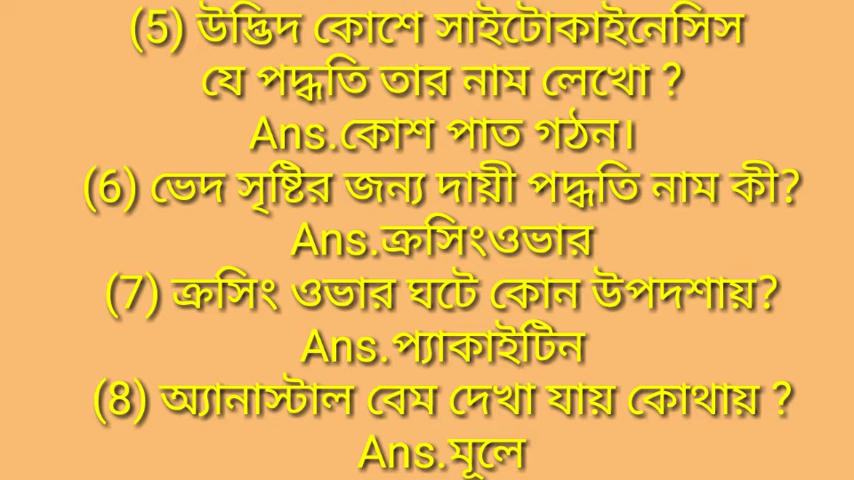 (5) উদ্ভিদ কোশে সাইটোকাইনেসিস
যে পদ্ধতি তার নাম লেখো ?
Ans.কোশ পাত গঠন।
(6) ভেদ সৃষ্টির জন্য দায়ী পদ্ধতি নাম কী?
Ans.ক্রসিংওভার
(7) ক্রসিং ওভার ঘটে কোন উপদশায়?
Ans.প্যাকাইটিন
(8) অ্যানাস্টাল বেম দেখা যায় কোথায় ?
Ans.মূলে